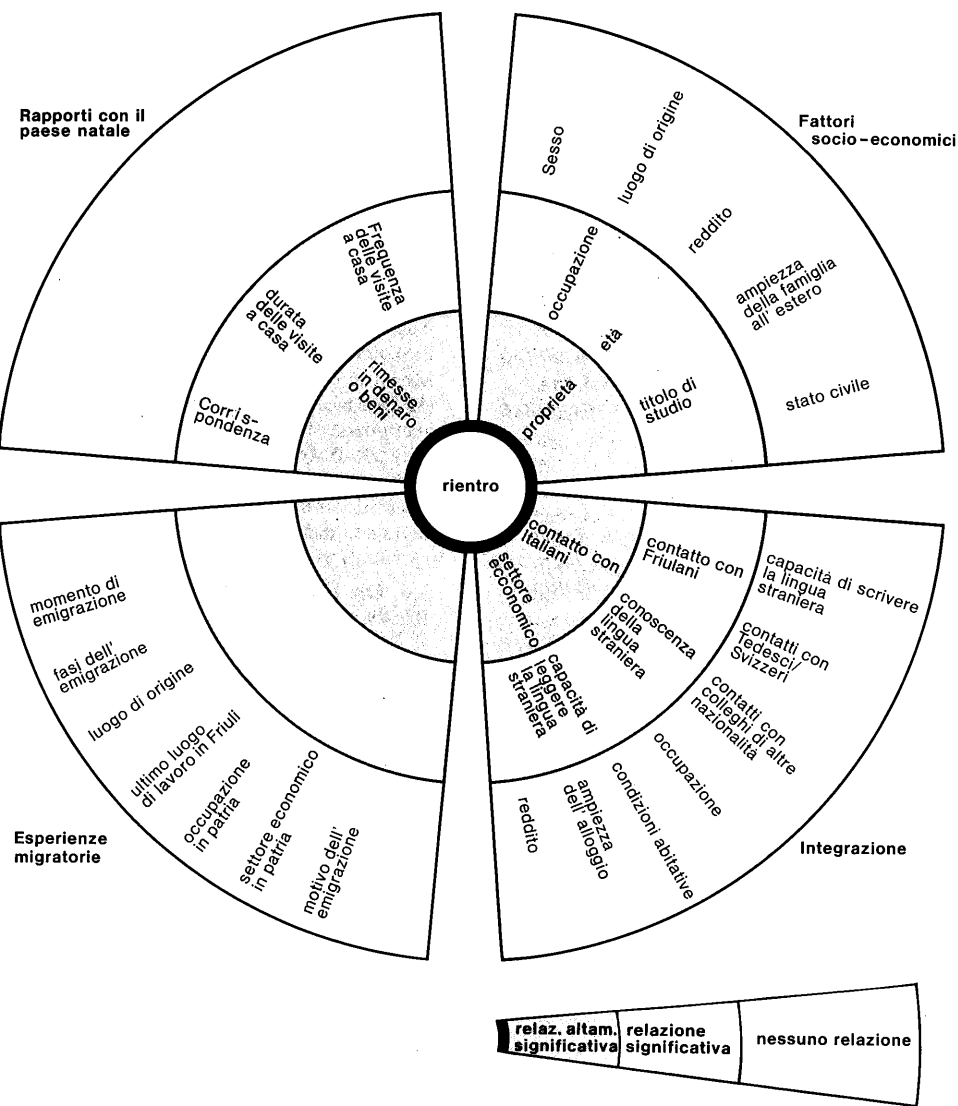 Rapporti con il
paese natale
Frequenza
delle visite
a casa
durata
delle visite
a casa
Corris-
pondenza
rimesse
in denaro
o beni
Fattori
socio-economici
Sesso
luogo di origine
reddito
ampiezza
della famiglia
all' estero
stato civile
occupazione
età
titolo di
studio
proprietà
rientro
Esperienze
migratorie
momento di
emigrazione
fasi dell'
emigrazione
luogo di origine
ultimo luogo
di lavoro in Friuli
occupazione
in patria
settore economico
in patria
motivo dell'
emigrazione
Integrazione
contatto con
Italiani
settore
ecconomico
contatto con
Friulani
conoscenza
della
lingua
straniera
capacità di
leggere
la lingua
straniera
capacità di scrivere
la lingua
straniera
contatti con
Tedesci/
Svizzeri
contatti con
colleghi di altre
nazionalità
occupazione
condizioni abitative
ampiezza
dell' alloggio
reddito
relaz. altam.
significativa
relazione
significativa
nessuno relazione